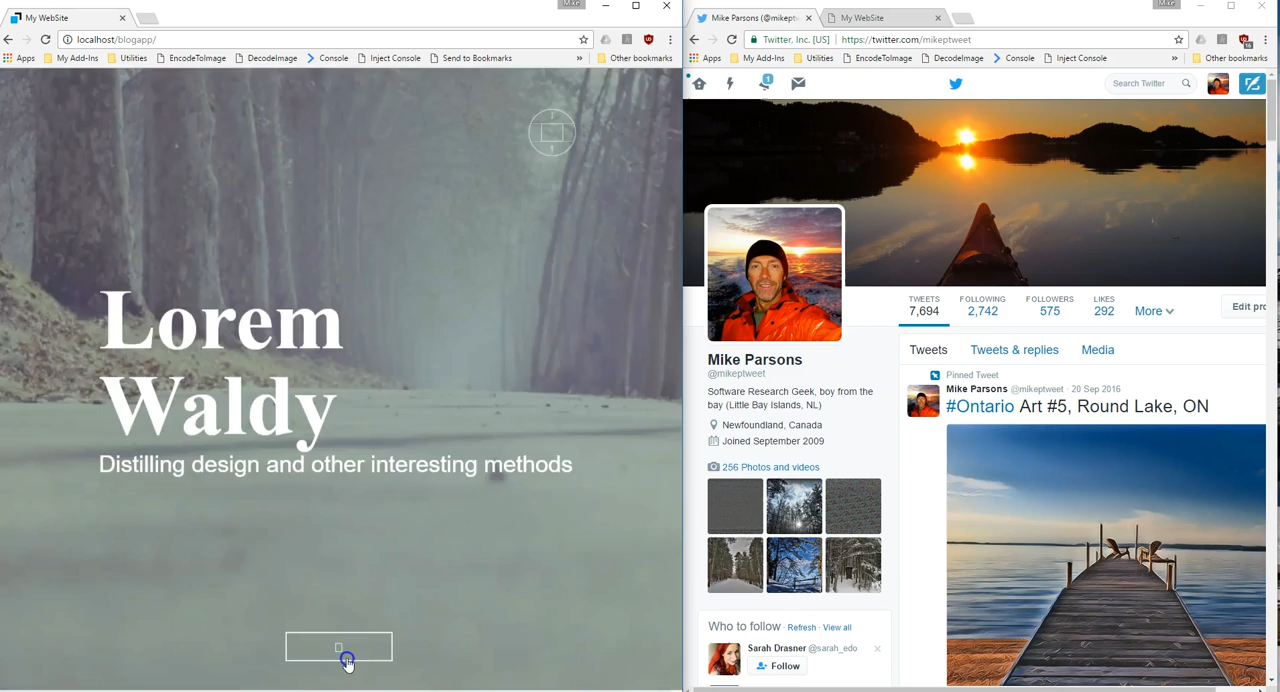 My WebSite
Mike
localhost/blogapp/
Apps My Add-Ins Utilities EncodeToImage DecodeImage Console Inject Console Send to Bookmarks » Other bookmarks
Lorem
Waldy
Distilling design and other interesting methods
Mike Parsons (@mikeptw
My WebSite
Mike
Twitter, Inc. [US] https://twitter.com/mikeptweet
16
Apps My Add-Ins Utilities EncodeToImage DecodeImage Console Inject Console » Other bookmarks
1
Search Twitter
TWEETS FOLLOWING FOLLOWERS LIKES
7,694 2,742 575 292 More Edit pro
Mike Parsons
@mikeptweet
Software Research Geek, boy from the
bay (Little Bay Islands, NL)
Newfoundland, Canada
Joined September 2009
256 Photos and videos
Who to follow · Refresh · View all
Sarah Drasner @sarah_edo
Follow
Tweets Tweets & replies Media
Pinned Tweet
Mike Parsons @mikeptweet · 20 Sep 2016
#Ontario Art #5, Round Lake, ON